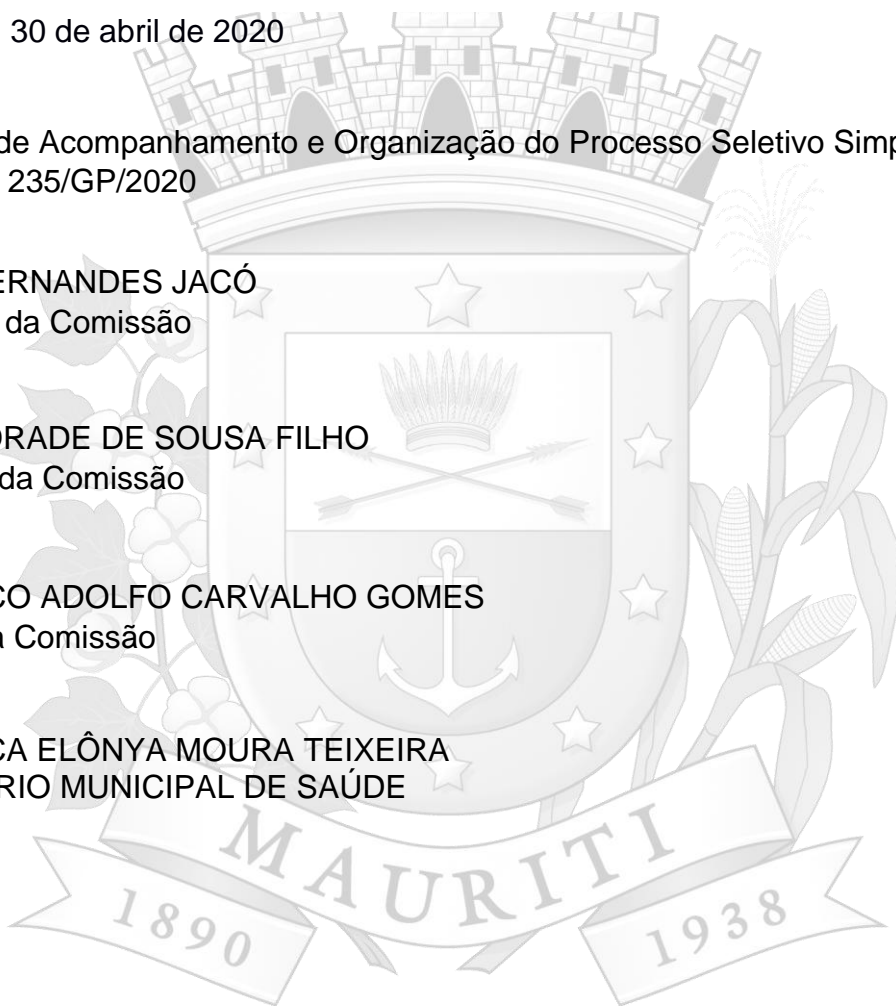 30 de abril de 2020
de Acompanhamento e Organização do Processo Seletivo Simp
235/GP/2020
ERNANDES JACÓ
da Comissão
DRADE DE SOUSA FILHO
da Comissão
CO ADOLFO CARVALHO GOMES
a Comissão
CA ELÔNYA MOURA TEIXEIRA
RIO MUNICIPAL DE SAÚDE
MAURITI
1890
1938